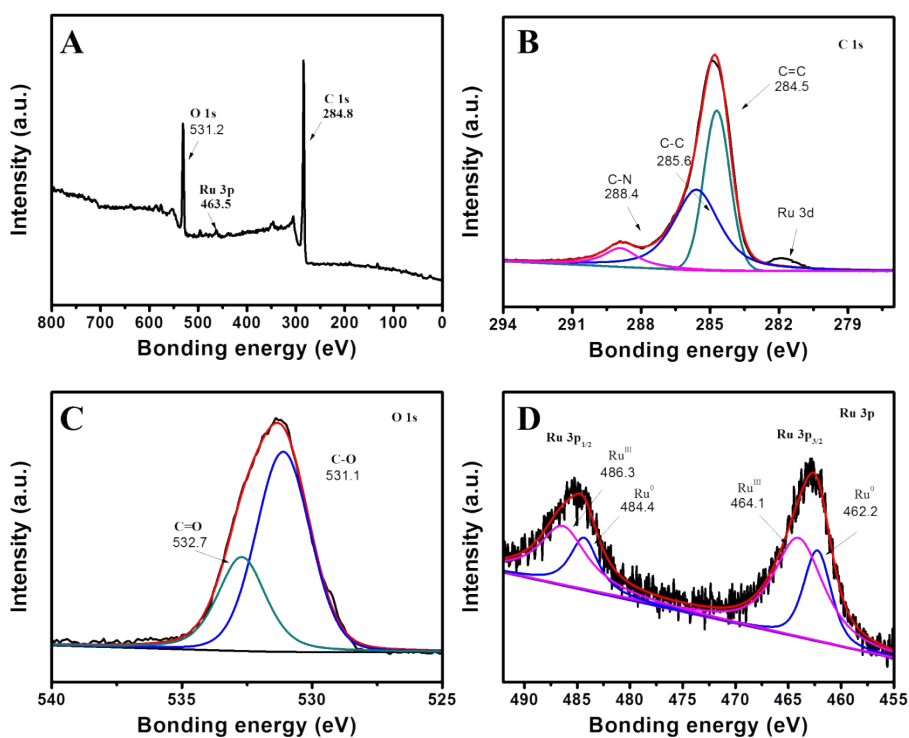 A
Intensity (a.u.)
O 1s
531.2
Ru 3p
463.5
C 1s
284.8
800 700 600 500 400 300 200 100 0
Bonding energy (eV)
B
C 1s
Intensity (a.u.)
C=C
284.5
C-C
285.6
C-N
288.4
Ru 3d
294 291 288 285 282 279
Bonding energy (eV)
C
O 1s
Intensity (a.u.)
C-O
531.1
C=O
532.7
540 535 530 525
Bonding energy (eV)
D
Ru 3p
Intensity (a.u.)
Ru 3p1/2
Ru 3p3/2
RuIII
486.3
Ru0
484.4
RuIII
464.1
Ru0
462.2
490 485 480 475 470 465 460 455
Bonding energy (eV)